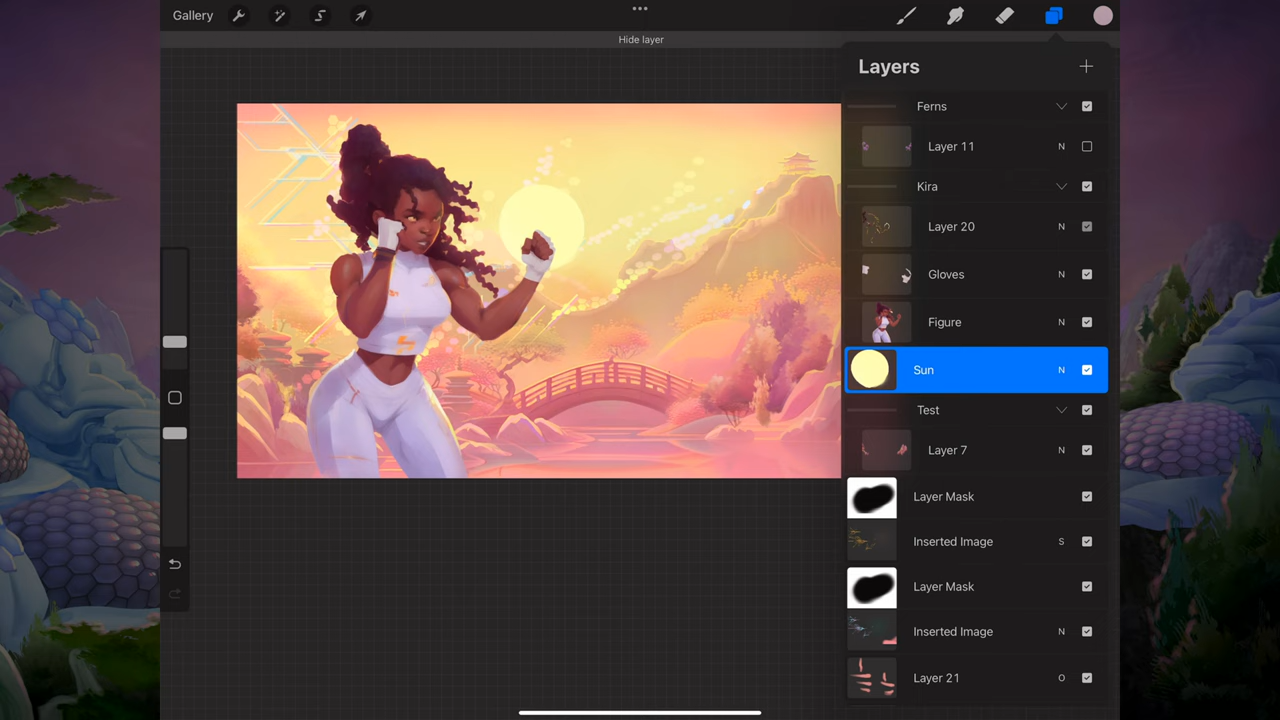 Gallery
Hide layer
Layers
Ferns
Layer 11 N
Kira
Layer 20 N
Gloves N
Figure N
Sun N
Test
Layer 7 N
Layer Mask
Inserted Image S
Layer Mask
Inserted Image N
Layer 21 O